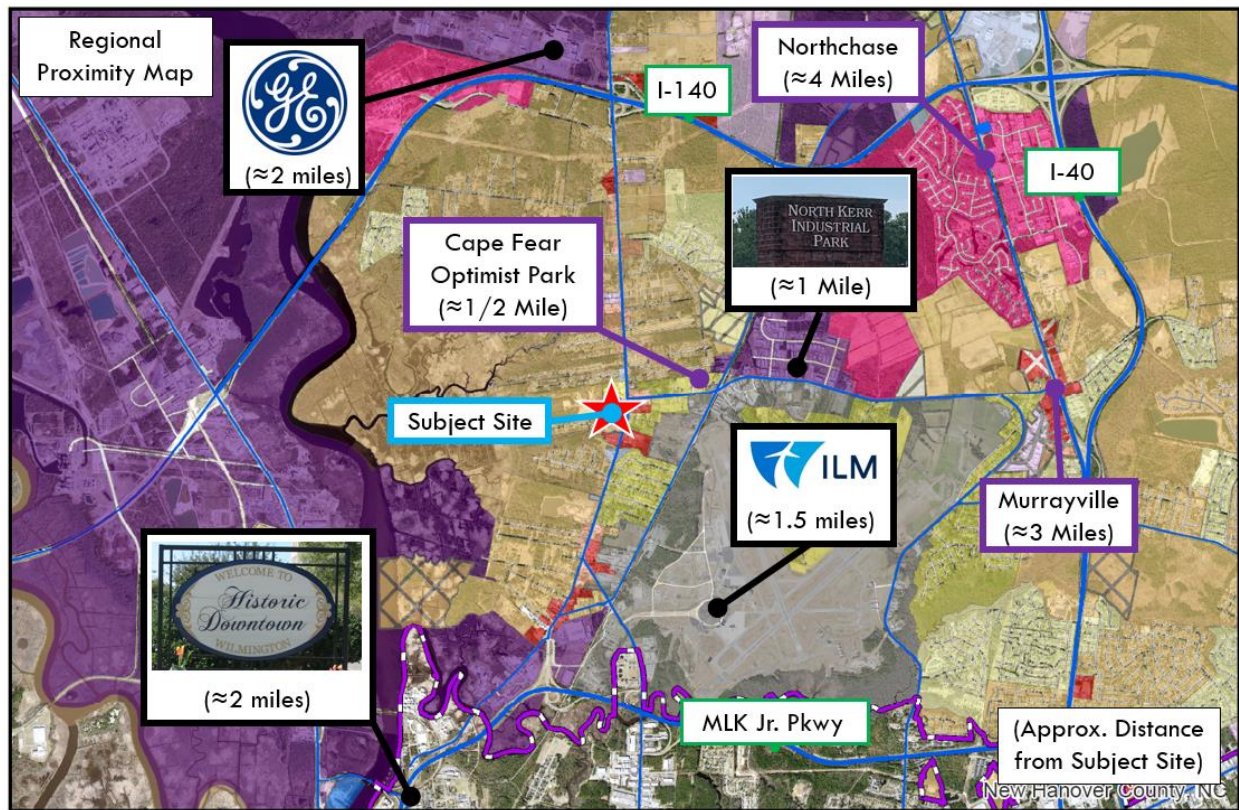 Regional
Proximity Map
GE
(≈2 miles)
I-140
Northchase
(≈4 Miles)
I-40
NORTH KERR
INDUSTRIAL
PARK
(≈1 Mile)
Cape Fear
Optimist Park
(≈1/2 Mile)
Subject Site
ILM
(≈1.5 miles)
Murrayville
(≈3 Miles)
WELCOME TO
Historic
Downtown
WILMINGTON
(≈2 miles)
MLK Jr. Pkwy
(Approx. Distance
from Subject Site)
New Hanover County, NC